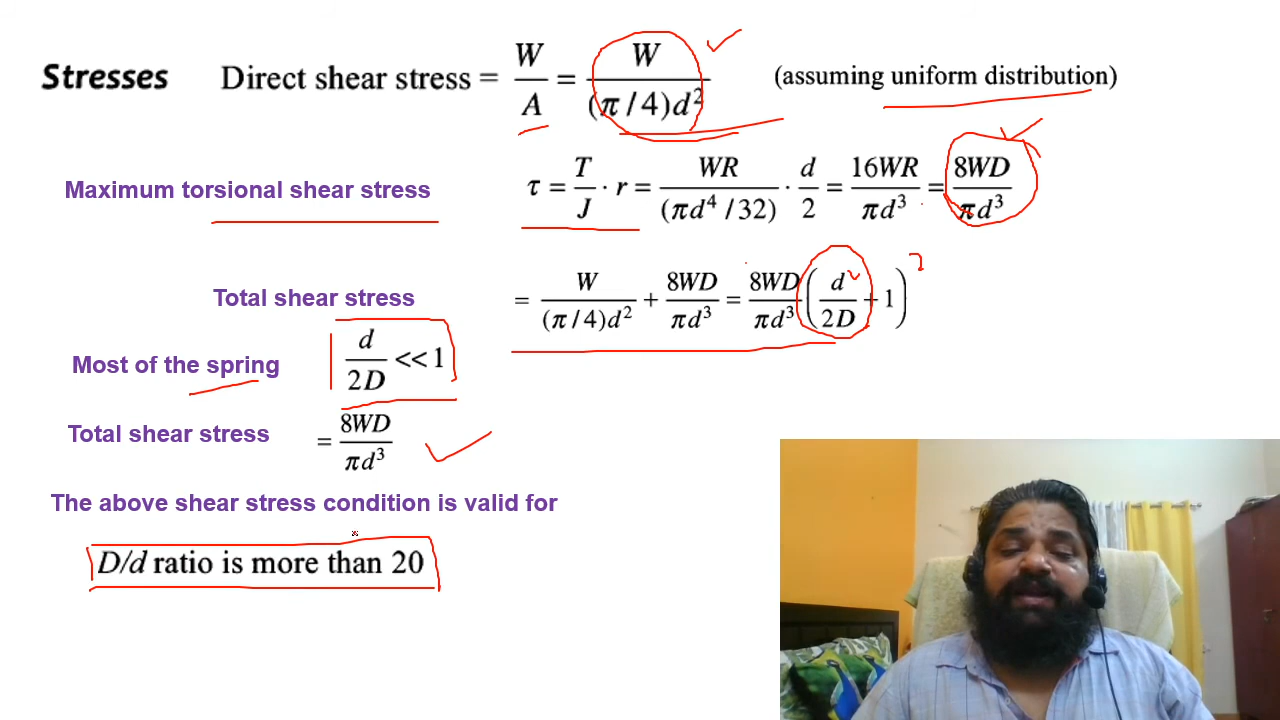 Stresses Direct shear stress = W/A = W/((π/4)d²) (assuming uniform distribution)
Maximum torsional shear stress τ = T/J · r = WR/(πd⁴/32) · d/2 = 16WR/πd³ = 8WD/πd³
Total shear stress = W/((π/4)d²) + 8WD/πd³ = 8WD/πd³ (d/2D + 1)
Most of the spring d/2D << 1
Total shear stress = 8WD/πd³
The above shear stress condition is valid for
D/d ratio is more than 20